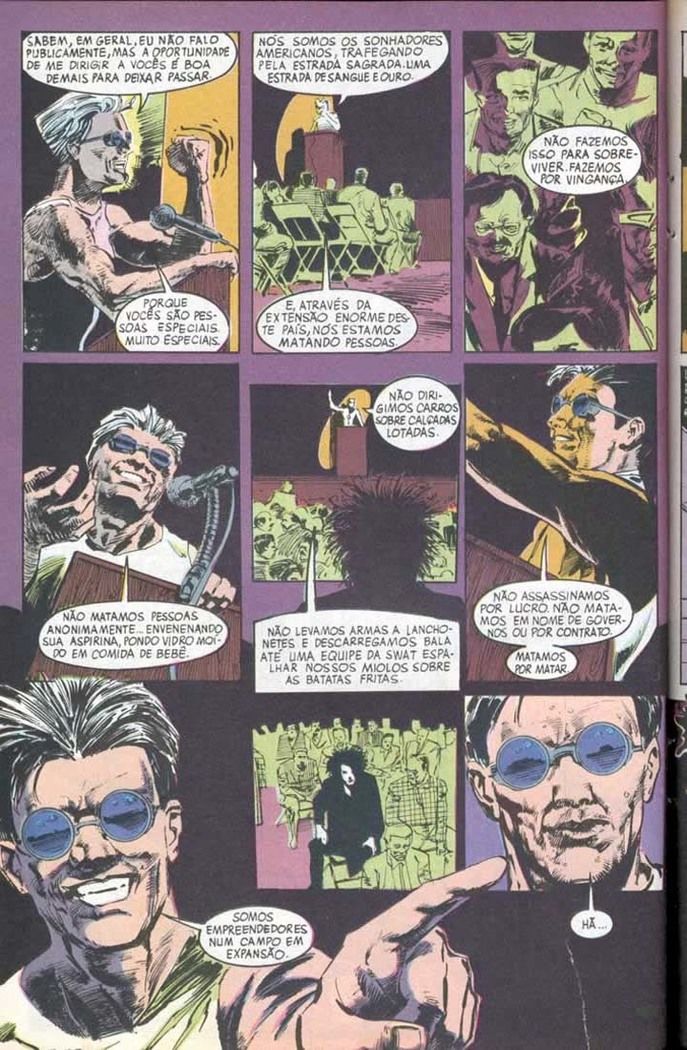 SABEM, EM GERAL, EU NÃO FALO
PUBLICAMENTE, MAS A OPORTUNIDADE
DE ME DIRIGIR A VOCÊS É BOA
DEMAIS PARA DEIXAR PASSAR.
PORQUE
VOCÊS SÃO PES-
SOAS ESPECIAIS.
MUITO ESPECIAIS.
NÓS SOMOS OS SONHADORES
AMERICANOS, TRAFEGANDO
PELA ESTRADA SAGRADA. UMA
ESTRADA DE SANGUE E OURO.
E, ATRAVÉS DA
EXTENSÃO ENORME DES-
TE PAÍS, NÓS ESTAMOS
MATANDO PESSOAS.
NÃO FAZEMOS
ISSO PARA SOBRE-
VIVER. FAZEMOS
POR VINGANÇA.
NÃO MATAMOS PESSOAS
ANONIMAMENTE... ENVENENANDO
SUA ASPIRINA, PONDO VIDRO MOÍ-
DO EM COMIDA DE BEBÊ.
NÃO DIRI-
GIMOS CARROS
SOBRE CALÇADAS
LOTADAS.
NÃO LEVAMOS ARMAS A LANCHO-
NETES E DESCARREGAMOS BALA
ATÉ UMA EQUIPE DA SWAT ESPA-
LHAR NOSSOS MIOLOS SOBRE
AS BATATAS FRITAS.
NÃO ASSASSINAMOS
POR LUCRO. NÃO MATA-
MOS EM NOME DE GOVER-
NOS OU POR CONTRATO.
MATAMOS
POR MATAR.
SOMOS
EMPREENDEDORES
NUM CAMPO EM
EXPANSÃO.
HÃ...